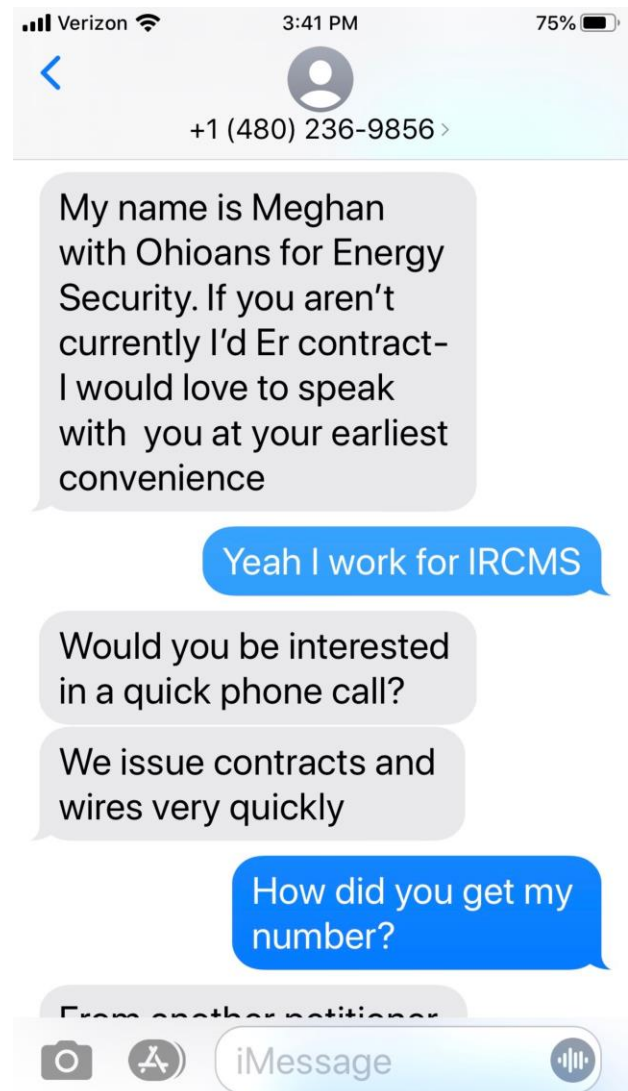 Verizon 3:41 PM 75%
+1 (480) 236-9856 >
My name is Meghan
with Ohioans for Energy
Security. If you aren’t
currently I’d Er contract-
I would love to speak
with  you at your earliest
convenience
Yeah I work for IRCMS
Would you be interested
in a quick phone call?
We issue contracts and
wires very quickly
How did you get my
number?
From another petitioner
iMessage